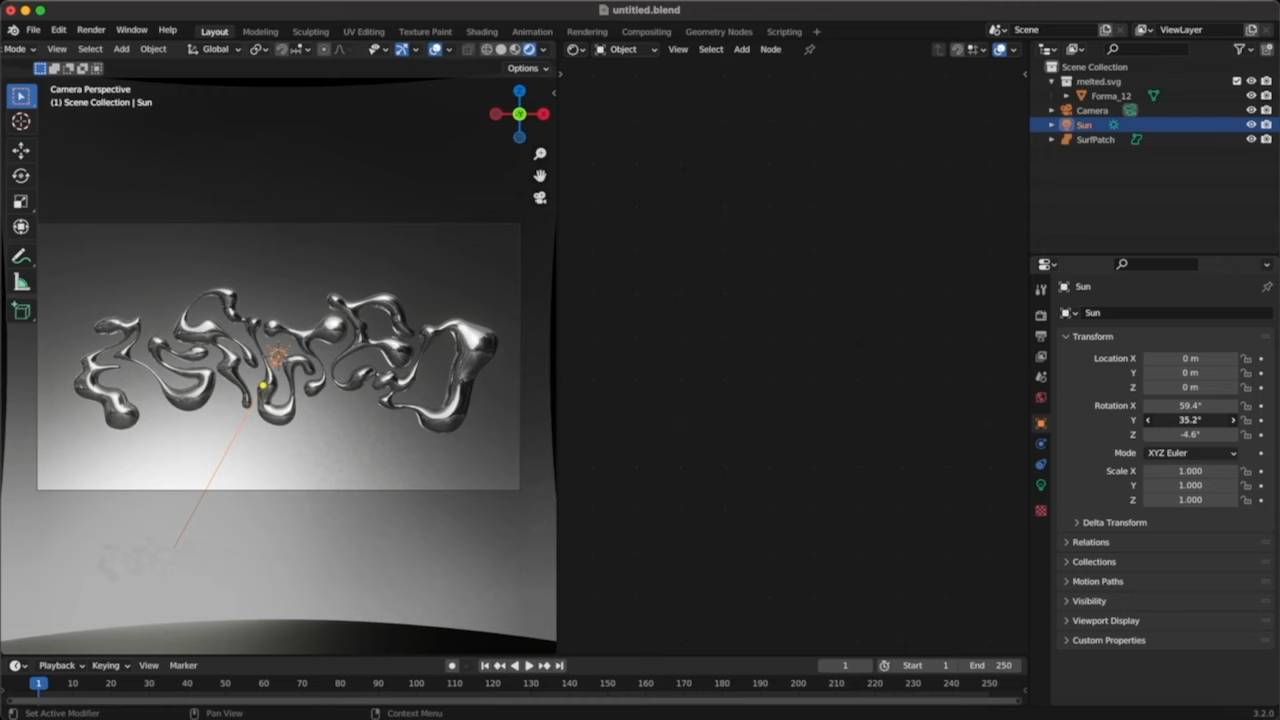 untitled.blend
File Edit Render Window Help Layout Modeling Sculpting UV Editing Texture Paint Shading Animation Rendering Compositing Geometry Nodes Scripting + Scene ViewLayer
Mode View Select Add Object Global Object View Select Add Node
Options
Camera Perspective
(1) Scene Collection | Sun
Z
X
-Y
Scene Collection
melted.svg
Forma_12
Camera
Sun
SurfPatch
Sun
Sun
Transform
Location X 0 m
Y 0 m
Z 0 m
Rotation X 59.4°
Y 35.2°
Z -4.6°
Mode XYZ Euler
Scale X 1.000
Y 1.000
Z 1.000
Delta Transform
Relations
Collections
Motion Paths
Visibility
Viewport Display
Custom Properties
Playback Keying View Marker 1 Start 1 End 250
1 10 20 30 40 50 60 70 80 90 100 110 120 130 140 150 160 170 180 190 200 210 220 230 240 250
Set Active Modifier Pan View Context Menu 3.2.0